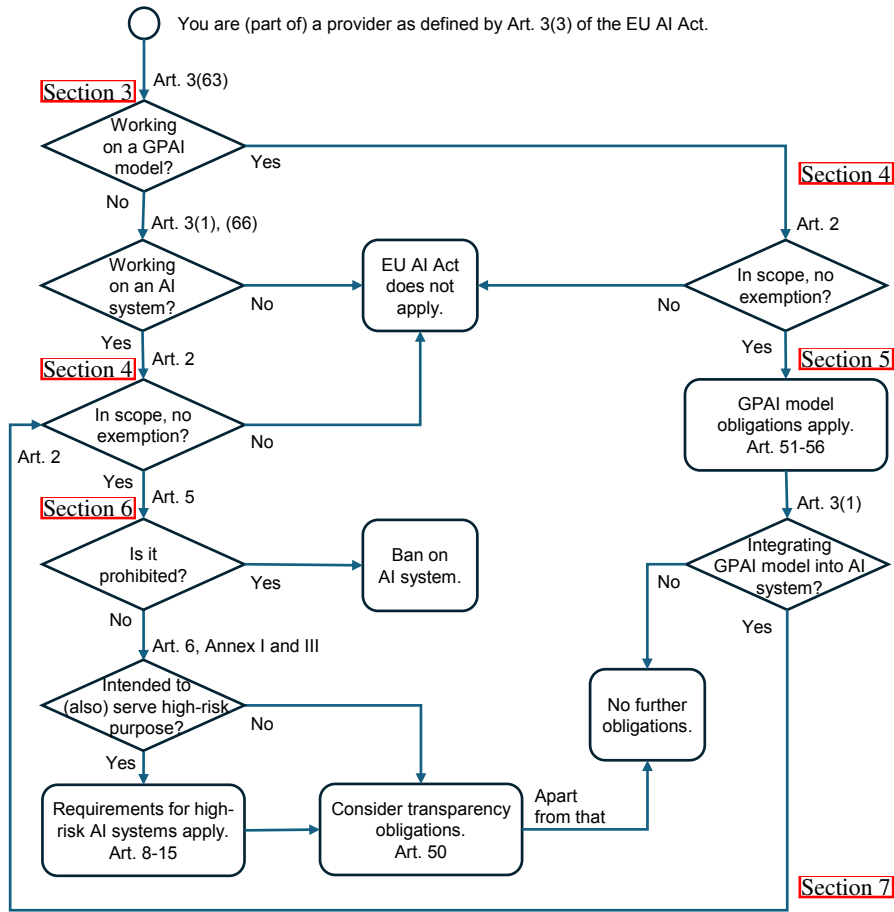 You are (part of) a provider as defined by Art. 3(3) of the EU AI Act.
Art. 3(63)
Section 3
Working
on a GPAI
model?
Yes
No
Section 4
Art. 3(1), (66)
Art. 2
Working
on an AI
system?
No
Yes
EU AI Act
does not
apply.
In scope, no
exemption?
No
Yes
Section 4
Art. 2
Section 5
In scope, no
exemption?
No
Art. 2
Yes
GPAI model
obligations apply.
Art. 51-56
Section 6
Art. 5
Art. 3(1)
Is it
prohibited?
Yes
No
Ban on
AI system.
Integrating
GPAI model into AI
system?
No
Yes
Art. 6, Annex I and III
Intended to
(also) serve high-risk
purpose?
No
Yes
No further
obligations.
Requirements for high-
risk AI systems apply.
Art. 8-15
Consider transparency
obligations.
Art. 50
Apart
from that
Section 7